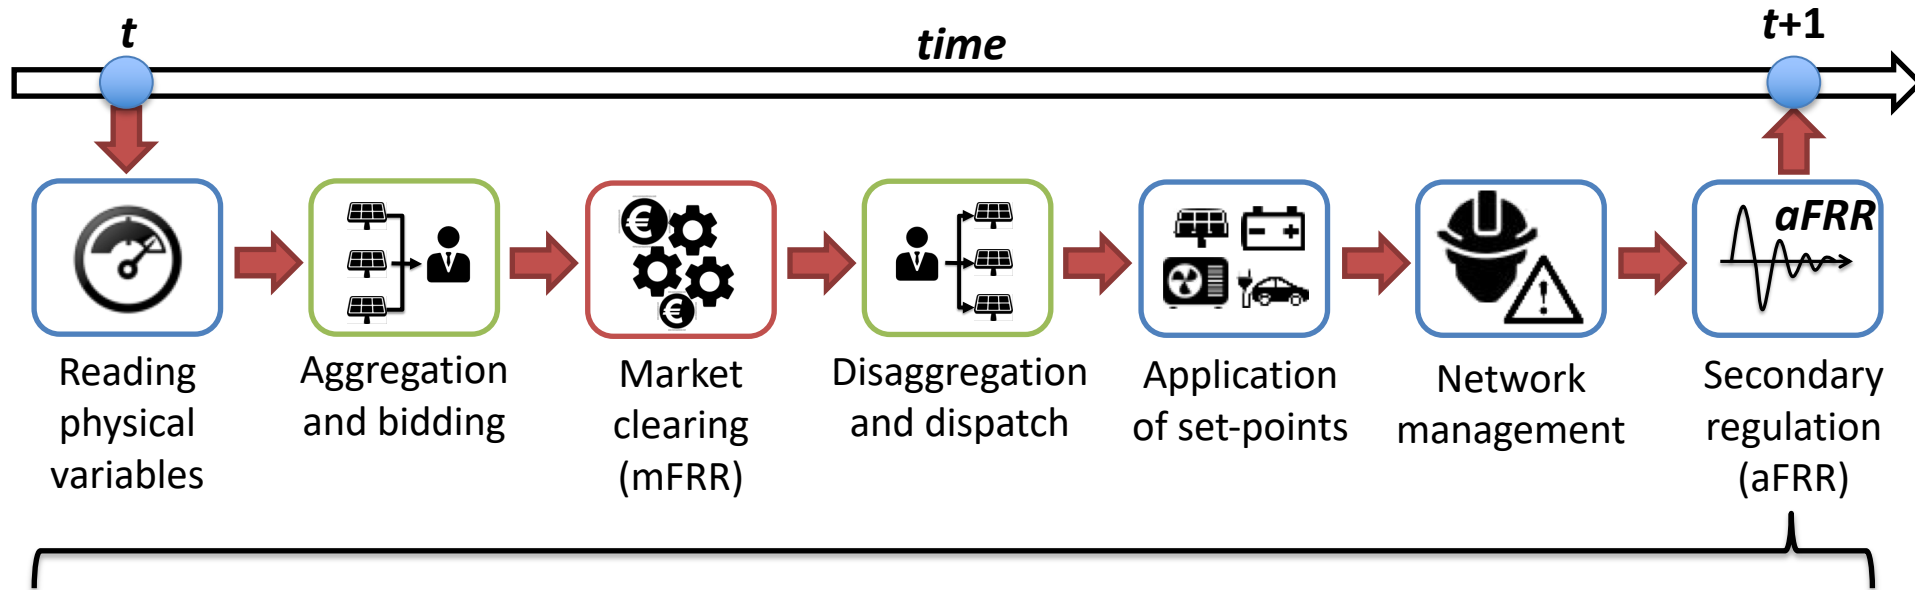 t
time
t+1
aFRR
Reading
physical
variables
Aggregation
and bidding
Market
clearing
(mFRR)
Disaggregation
and dispatch
Application
of set-points
Network
management
Secondary
regulation
(aFRR)